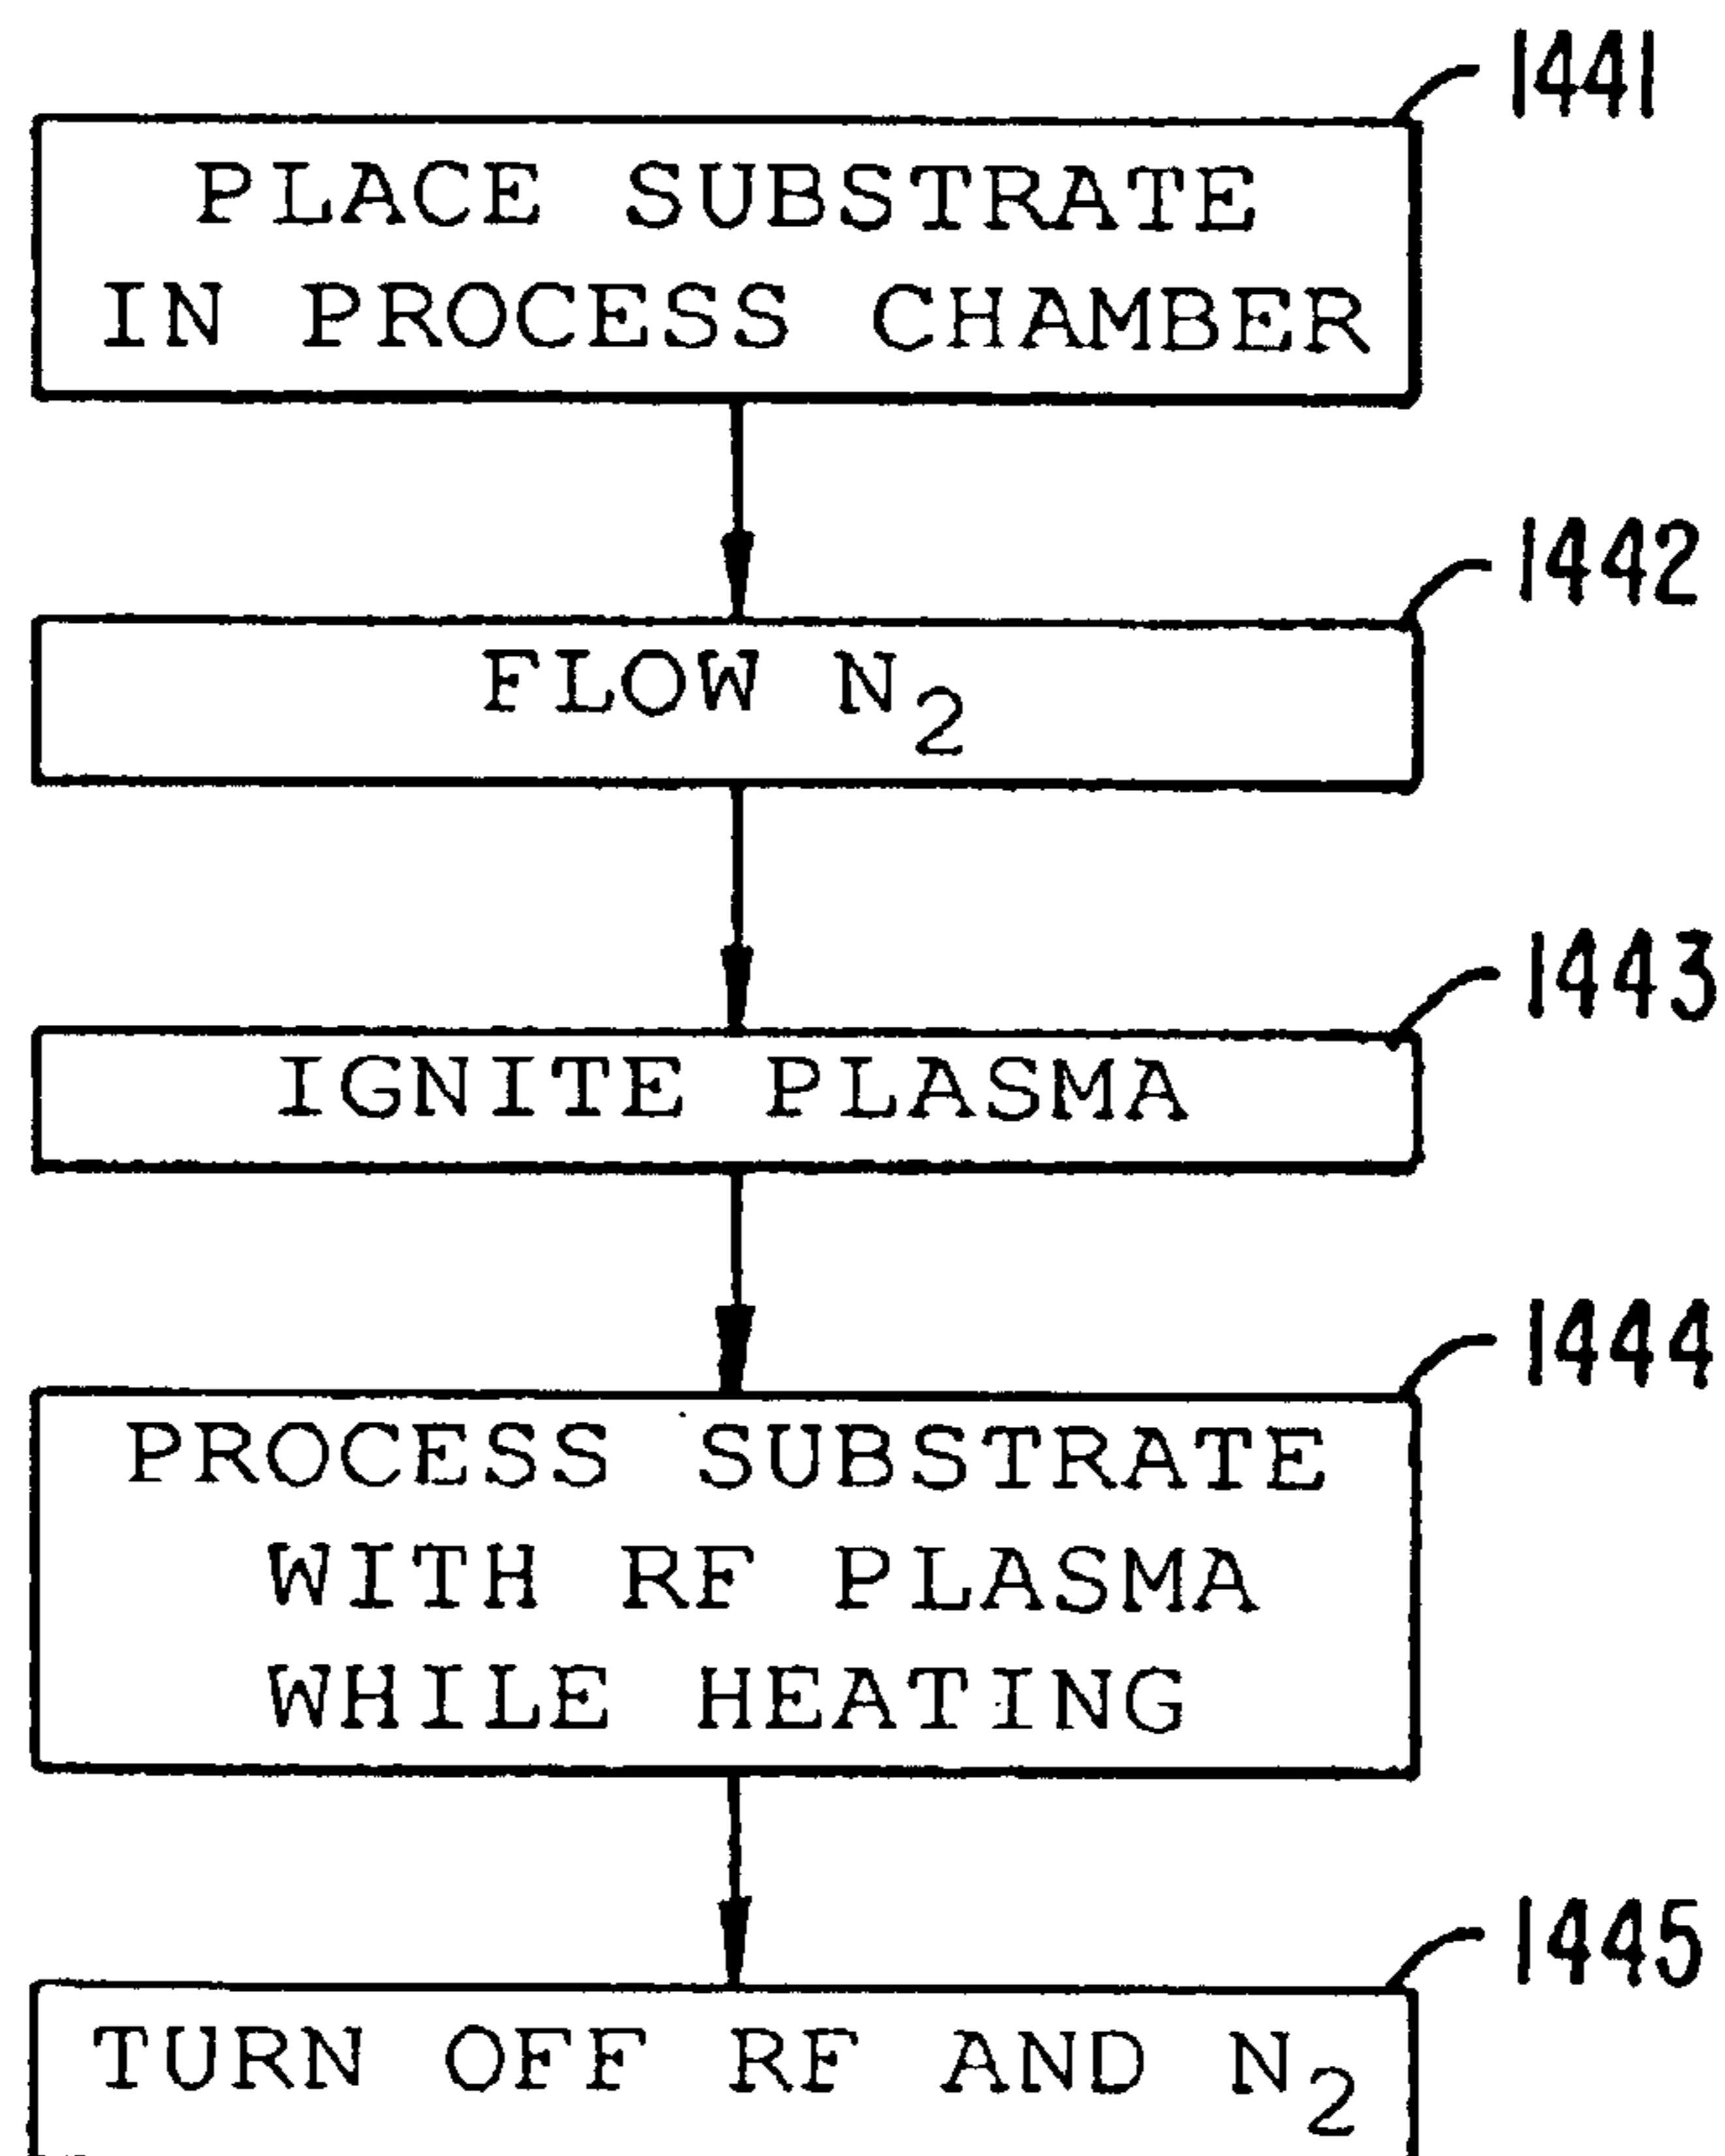 1441
PLACE SUBSTRATE
IN PROCESS CHAMBER
1442
FLOW N₂
1443
IGNITE PLASMA
1444
PROCESS SUBSTRATE
WITH RF PLASMA
WHILE HEATING
1445
TURN OFF RF AND N₂